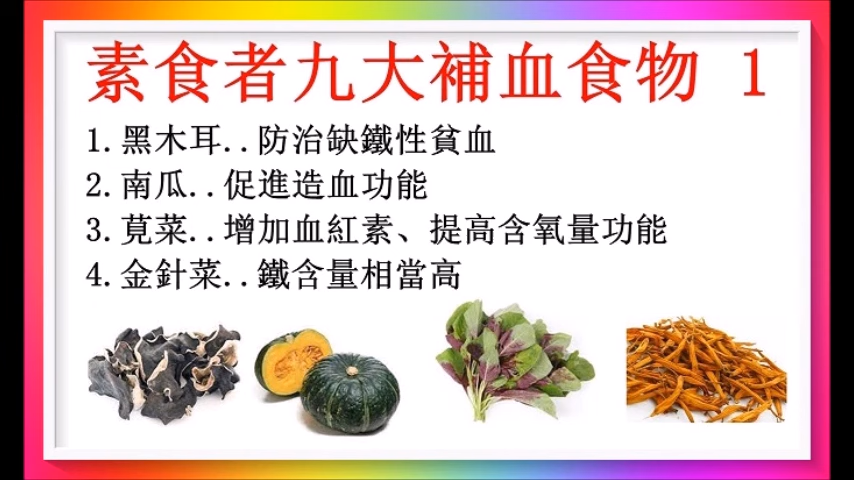 素食者九大補血食物 1
1.黑木耳..防治缺鐵性貧血
2.南瓜..促進造血功能
3.莧菜..增加血紅素、提高含氧量功能
4.金針菜..鐵含量相當高